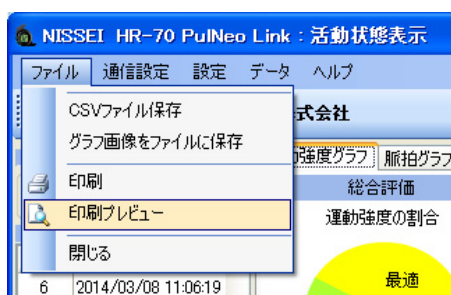 NISSEI HR-70 PulNeo Link : 活動状態表示
ファイル 通信設定 設定 データ ヘルプ
CSVファイル保存
グラフ画像をファイルに保存
印刷
印刷プレビュー
閉じる
式会社
強度グラフ 脈拍グラフ
総合評価
運動強度の割合
最適
6 2014/03/08 11:06:19